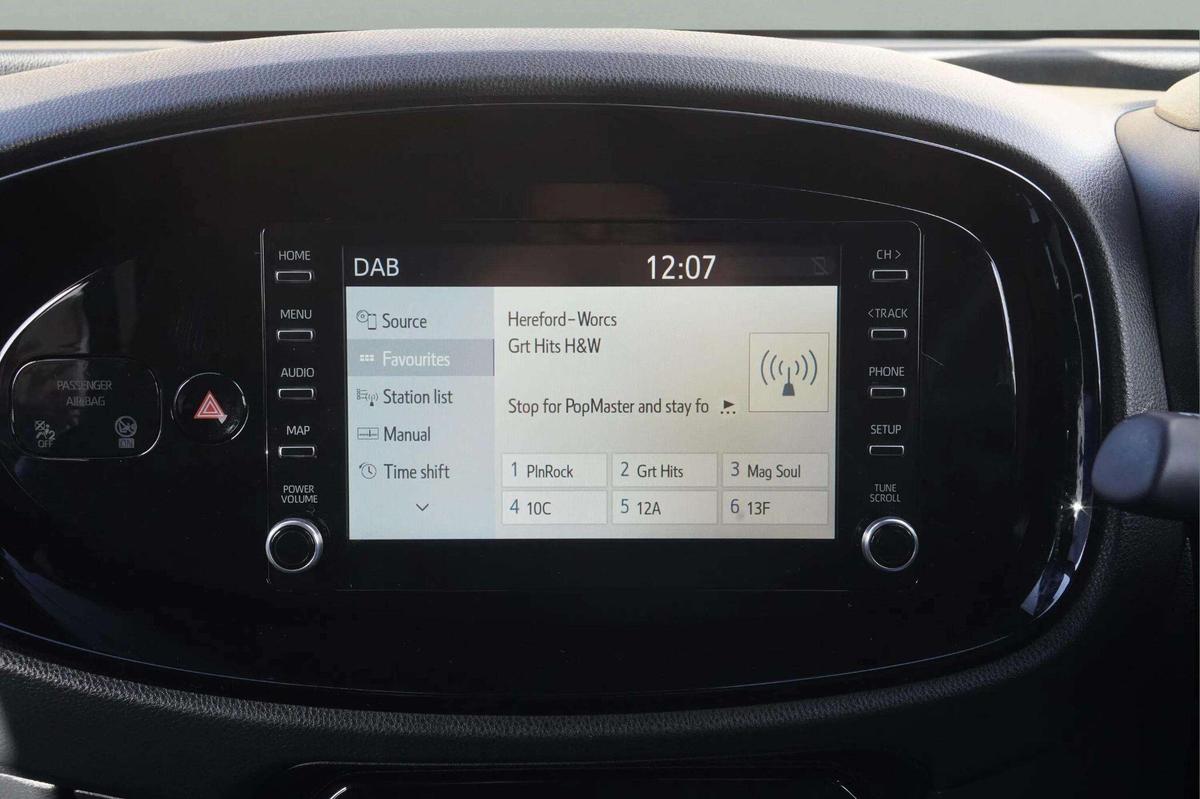 HOME
MENU
AUDIO
MAP
POWER
VOLUME
PASSENGER
AIRBAG
OFF
ON
DAB
12:07
Source
Favourites
Station list
Manual
Time shift
Hereford-Worcs
Grt Hits H&W
Stop for PopMaster and stay fo
1 PlnRock
2 Grt Hits
3 Mag Soul
4 10C
5 12A
6 13F
CH >
< TRACK
PHONE
SETUP
TUNE
SCROLL